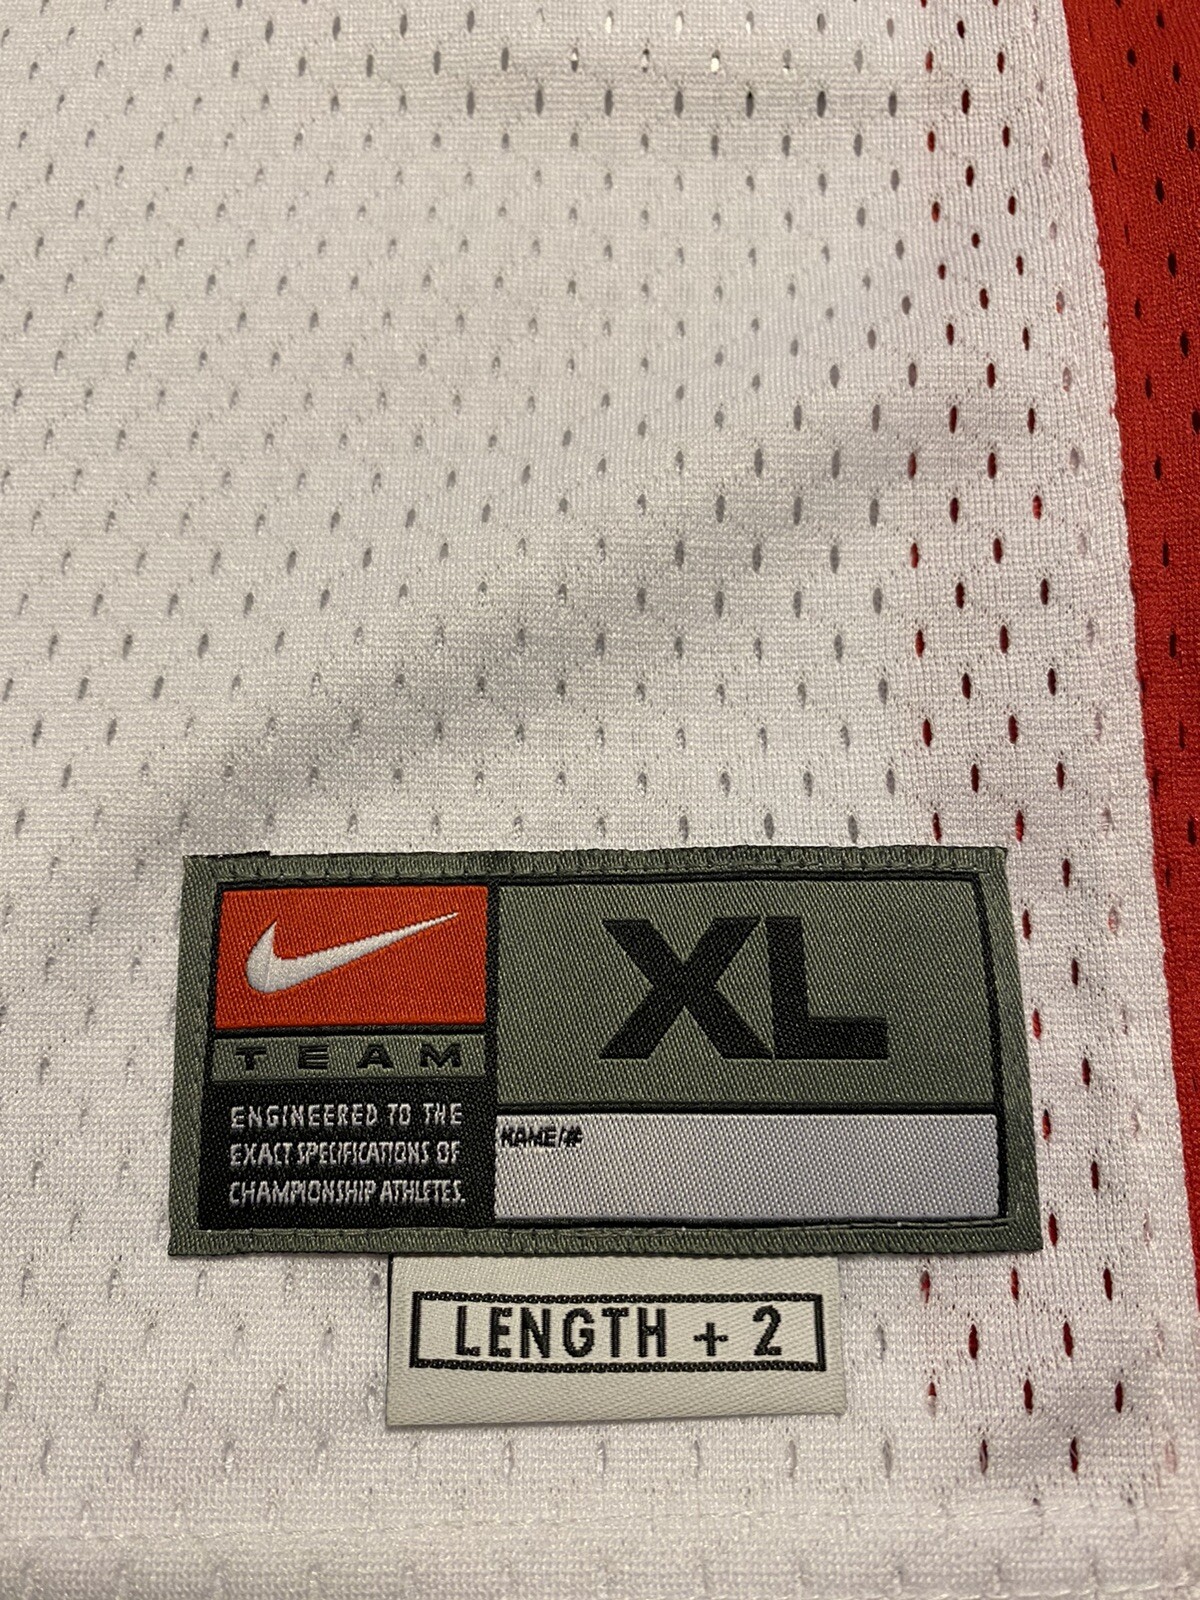 XL
TEAM
ENGINEERED TO THE
EXACT SPECIFICATIONS OF
CHAMPIONSHIP ATHLETES.
NAME/#
LENGTH + 2